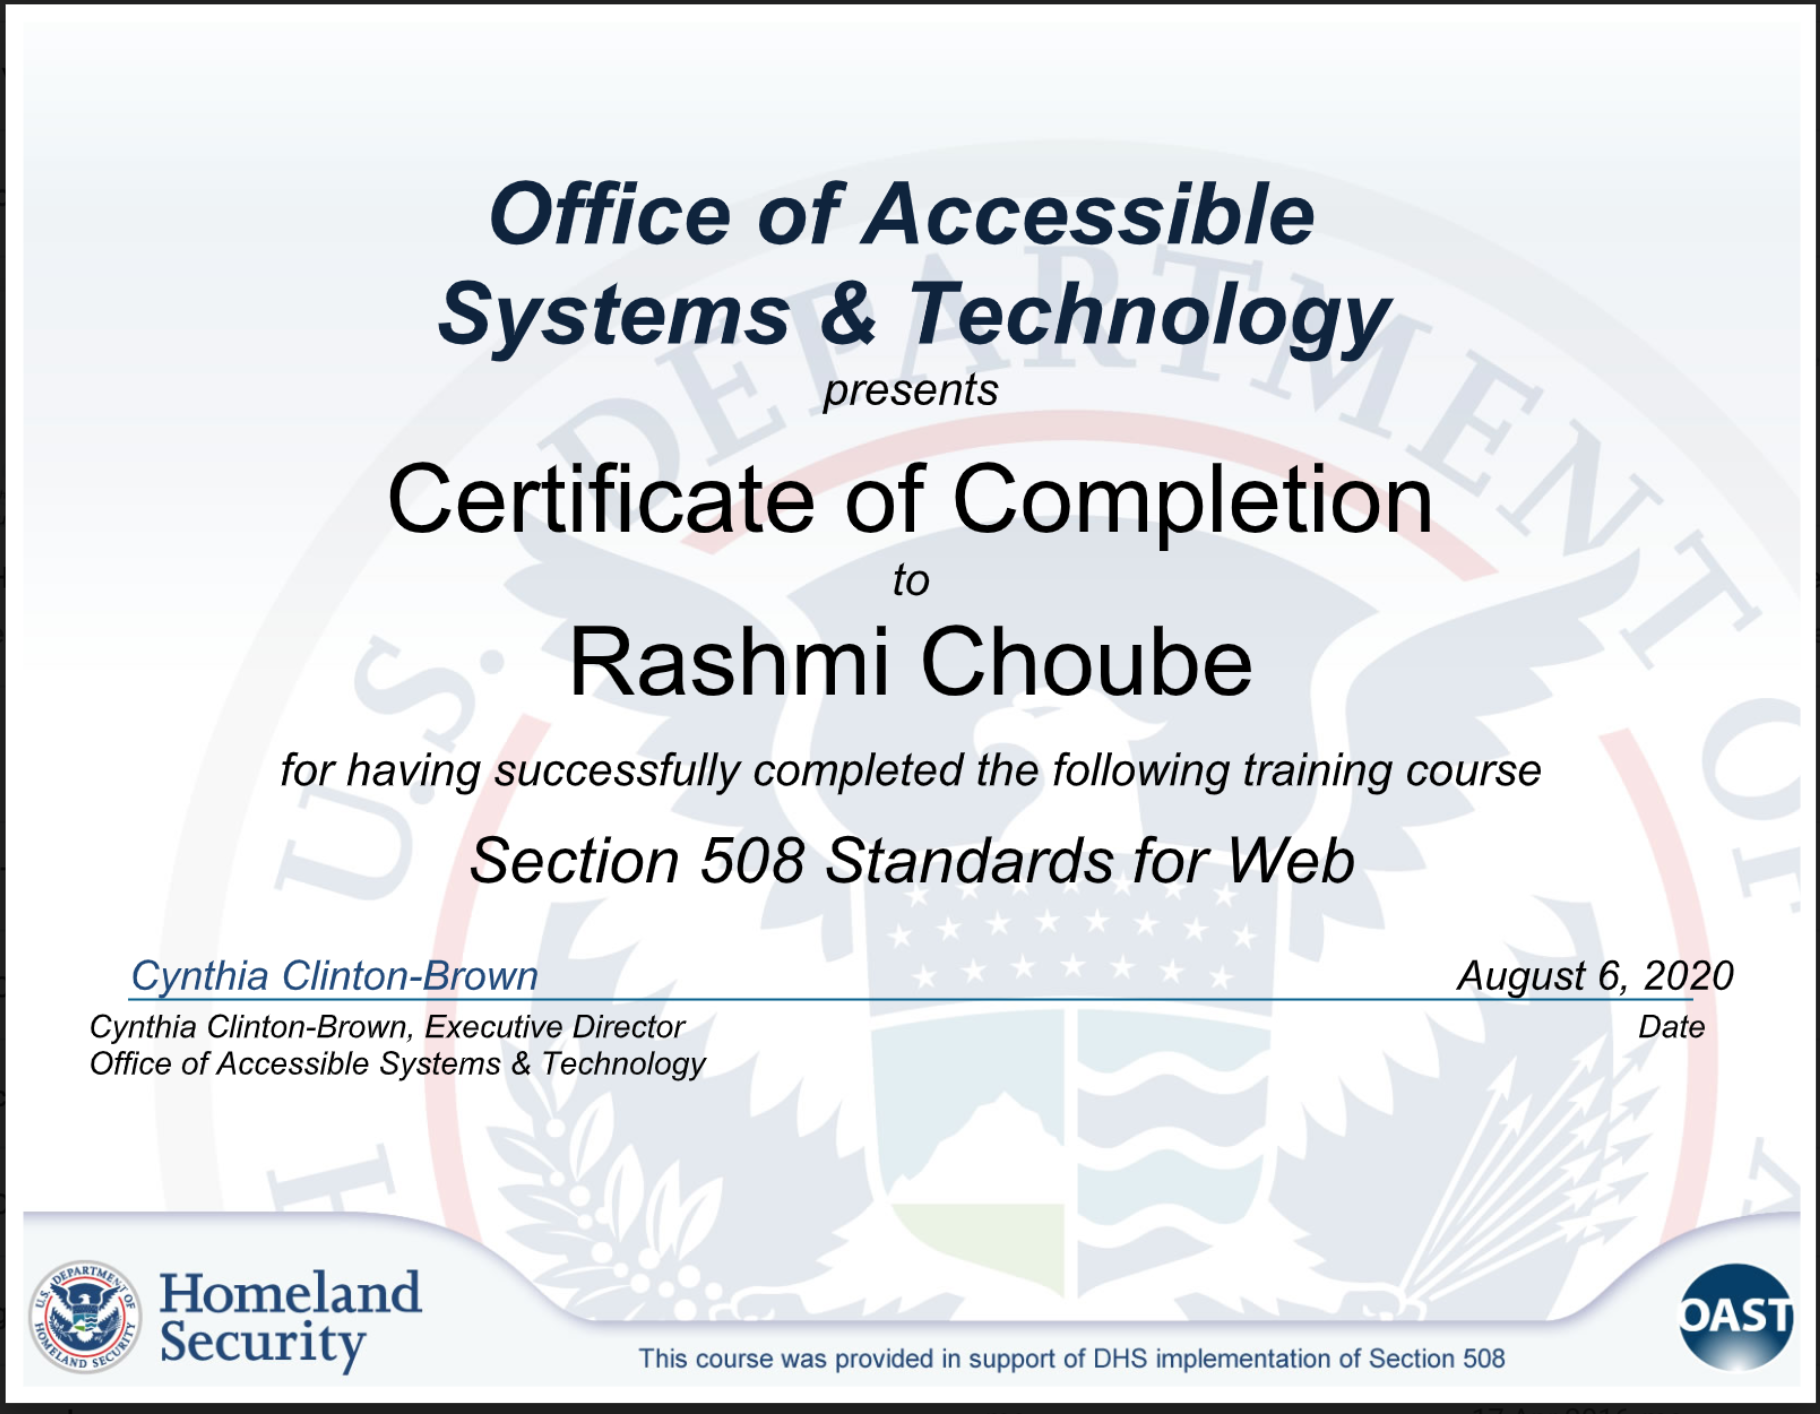 Office of Accessible
Systems & Technology
presents
Certificate of Completion
to
Rashmi Choube
for having successfully completed the following training course
Section 508 Standards for Web
Cynthia Clinton-Brown
August 6, 2020
Cynthia Clinton-Brown, Executive Director
Date
Office of Accessible Systems & Technology
U.S. DEPARTMENT OF
U.S. DEPARTMENT OF
HOMELAND SECURITY
Homeland
Security
This course was provided in support of DHS implementation of Section 508
OAST